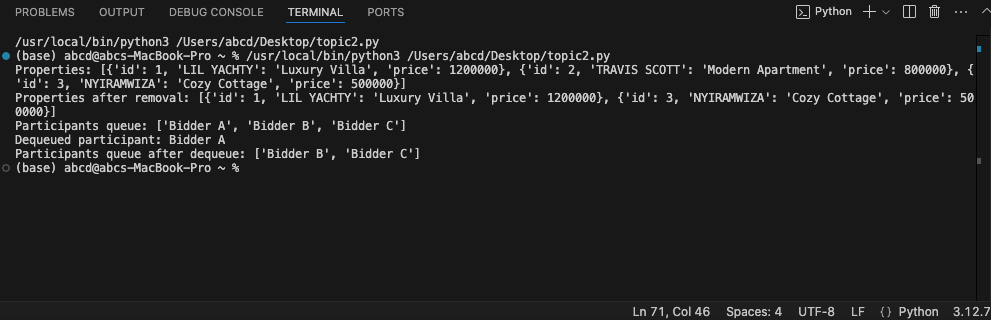 PROBLEMS OUTPUT DEBUG CONSOLE TERMINAL PORTS Python
/usr/local/bin/python3 /Users/abcd/Desktop/topic2.py
(base) abcd@abcs-MacBook-Pro ~ % /usr/local/bin/python3 /Users/abcd/Desktop/topic2.py
Properties: [{'id': 1, 'LIL YACHTY': 'Luxury Villa', 'price': 1200000}, {'id': 2, 'TRAVIS SCOTT': 'Modern Apartment', 'price': 800000}, {
'id': 3, 'NYIRAMWIZA': 'Cozy Cottage', 'price': 500000}]
Properties after removal: [{'id': 1, 'LIL YACHTY': 'Luxury Villa', 'price': 1200000}, {'id': 3, 'NYIRAMWIZA': 'Cozy Cottage', 'price': 50
0000}]
Participants queue: ['Bidder A', 'Bidder B', 'Bidder C']
Dequeued participant: Bidder A
Participants queue after dequeue: ['Bidder B', 'Bidder C']
(base) abcd@abcs-MacBook-Pro ~ %
Ln 71, Col 46 Spaces: 4 UTF-8 LF {} Python 3.12.7